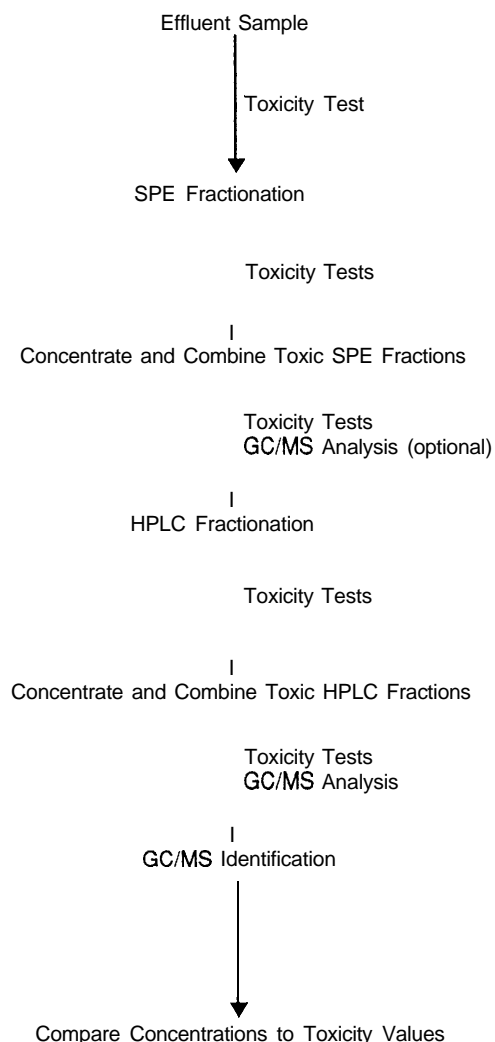 Effluent Sample
Toxicity Test
SPE Fractionation
Toxicity Tests
I
Concentrate and Combine Toxic SPE Fractions
Toxicity Tests
GC/MS Analysis (optional)
I
HPLC Fractionation
Toxicity Tests
I
Concentrate and Combine Toxic HPLC Fractions
Toxicity Tests
GC/MS Analysis
I
GC/MS Identification
Compare Concentrations to Toxicity Values